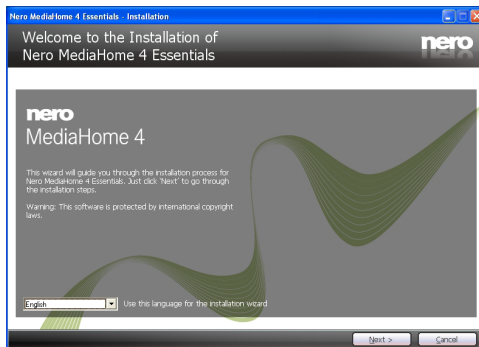 Nero MediaHome 4 Essentials - Installation
Welcome to the Installation of
Nero MediaHome 4 Essentials
nero
nero
MediaHome 4
This wizard will guide you through the installation process for
Nero MediaHome 4 Essentials. Just click 'Next' to go through
the installation steps.
Warning: This software is protected by international copyright
laws.
English
Use this language for the installation wizard
Next >
Cancel